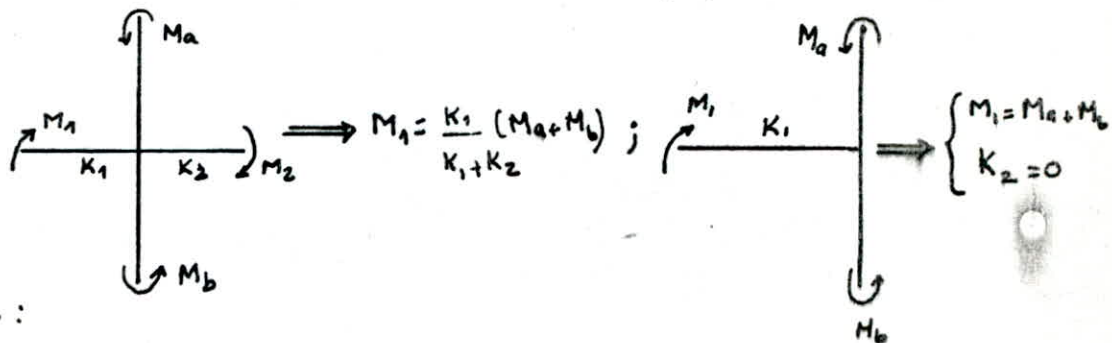 Ma
M1
K1 K2 M2
Mb
⟹ M1 = K1/(K1+K2) (Ma+Mb) ;
Ma
M1
K1
Mb
⟹ { M1 = Ma+Mb
K2 = 0
: